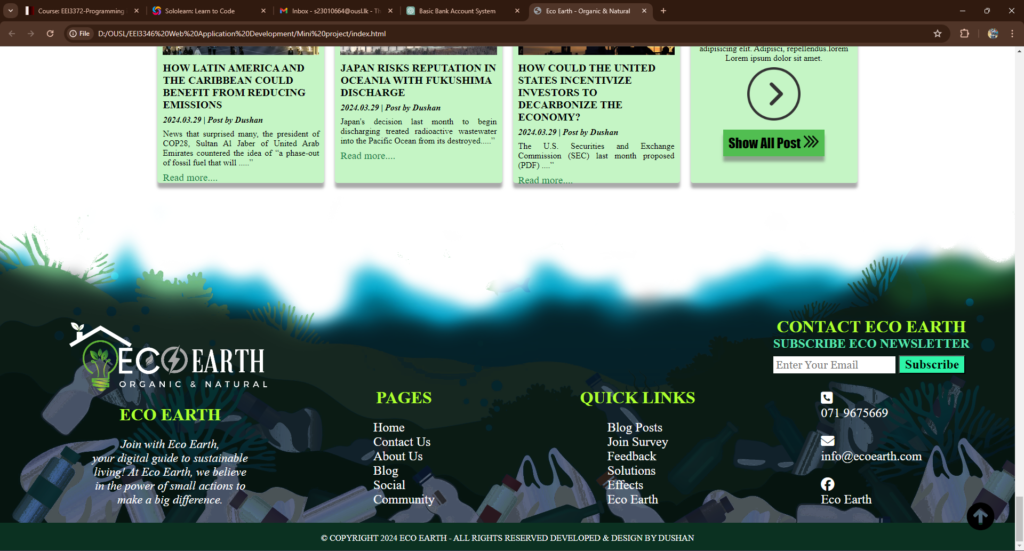 Course: EEI3372-Programming
Sololearn: Learn to Code
Inbox - s23010664@ousl.lk - Th
Basic Bank Account System
Eco Earth - Organic & Natural
File
D:/OUSL/EEI3346%20Web%20Application%20Development/Mini%20project/index.html
HOW LATIN AMERICA AND
THE CARIBBEAN COULD
BENEFIT FROM REDUCING
EMISSIONS
2024.03.29 | Post by Dushan
News that surprised many, the president of
COP28, Sultan Al Jaber of United Arab
Emirates countered the idea of “a phase-out
of fossil fuel that will .....”
Read more....
JAPAN RISKS REPUTATION IN
OCEANIA WITH FUKUSHIMA
DISCHARGE
2024.03.29 | Post by Dushan
Japan's decision last month to begin
discharging treated radioactive wastewater
into the Pacific Ocean from its destroyed.....”
Read more....
HOW COULD THE UNITED
STATES INCENTIVIZE
INVESTORS TO
DECARBONIZE THE
ECONOMY?
2024.03.29 | Post by Dushan
The U.S. Securities and Exchange
Commission (SEC) last month proposed
(PDF) ....”
Read more....
adipisicing elit. Adipisci, repellendus.lorem
Lorem ipsum dolor sit amet.
Show All Post
ECO EARTH
ORGANIC & NATURAL
ECO EARTH
Join with Eco Earth,
your digital guide to sustainable
living! At Eco Earth, we believe
in the power of small actions to
make a big difference.
PAGES
Home
Contact Us
About Us
Blog
Social
Community
QUICK LINKS
Blog Posts
Join Survey
Feedback
Solutions
Effects
Eco Earth
CONTACT ECO EARTH
SUBSCRIBE ECO NEWSLETTER
Enter Your Email
Subscribe
071 9675669
info@ecoearth.com
Eco Earth
© COPYRIGHT 2024 ECO EARTH - ALL RIGHTS RESERVED DEVELOPED & DESIGN BY DUSHAN